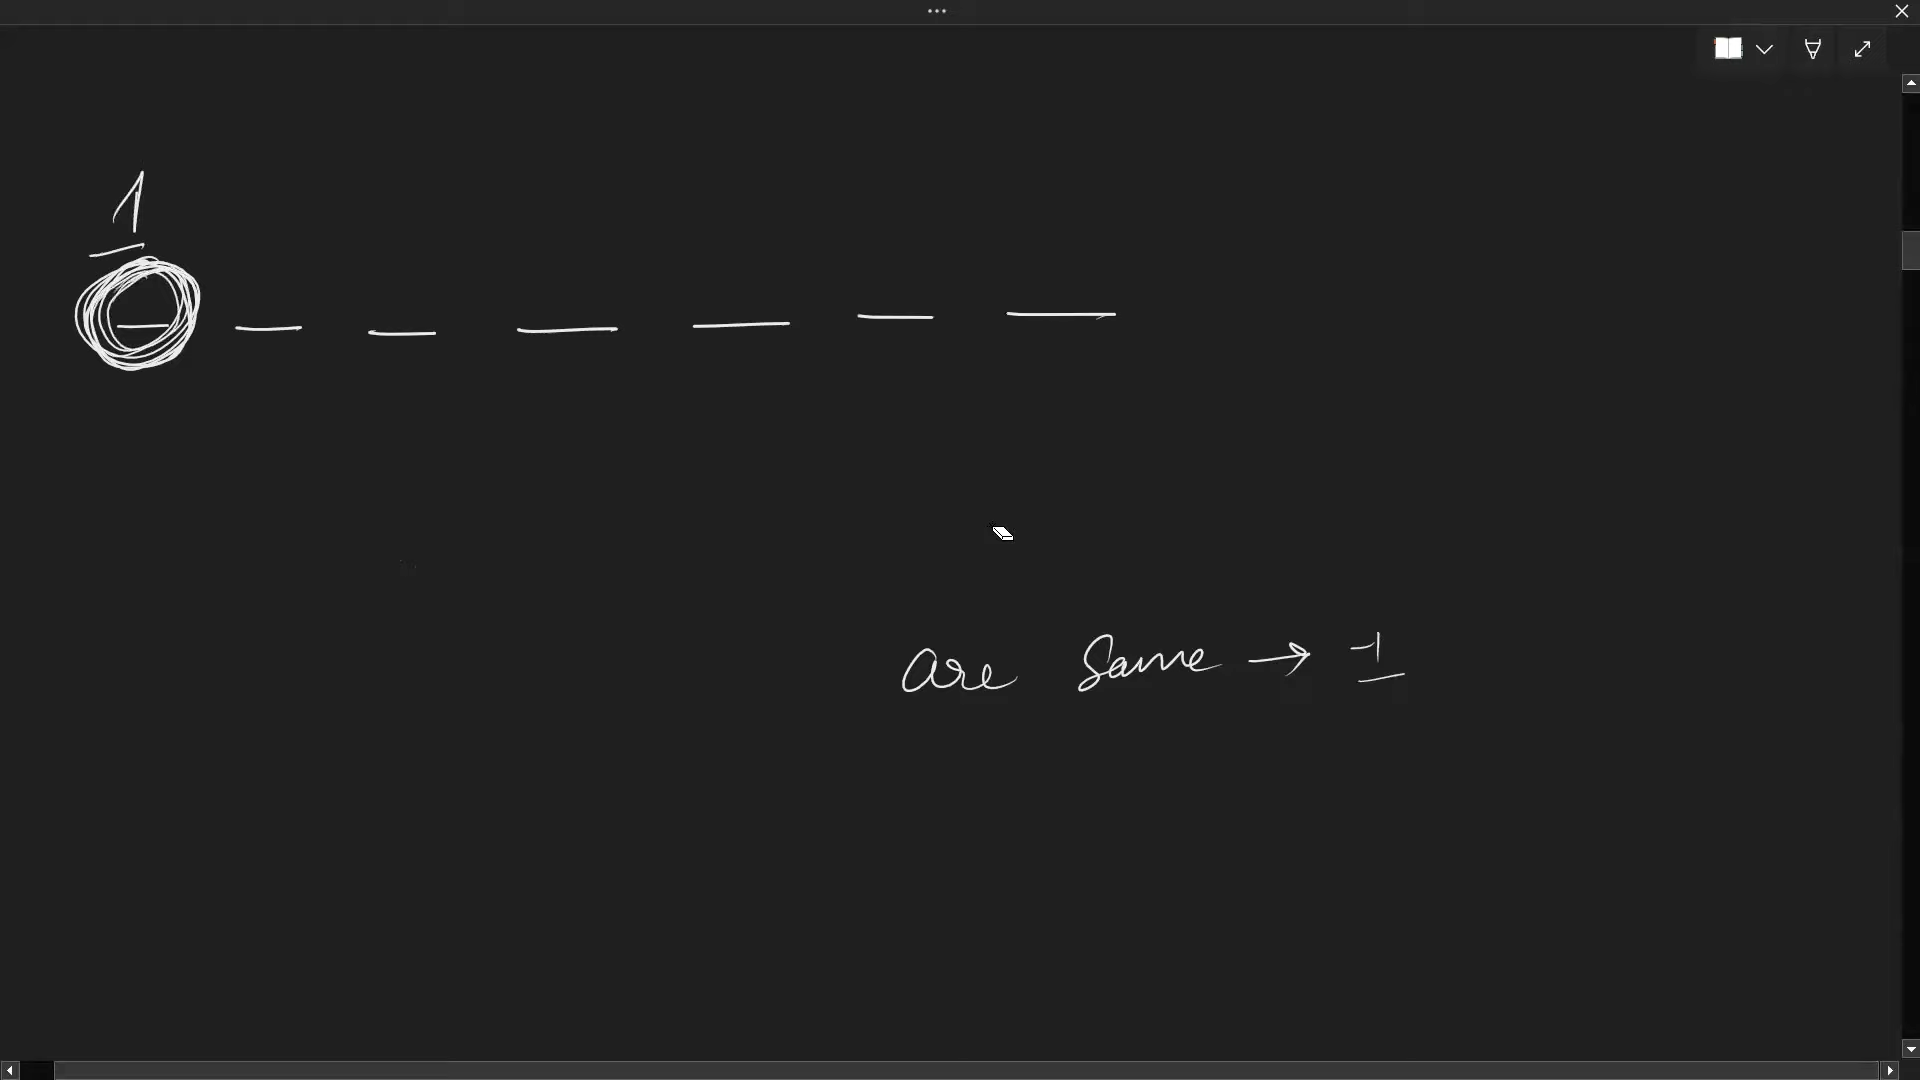 1
_ _ _ _ _ _ _
are same → -1